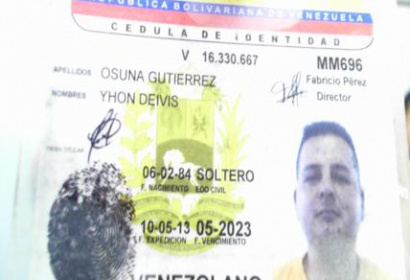 REPUBLICA BOLIVARIANA DE VENEZUELA
CEDULA DE IDENTIDAD
V 16.330.667 MM696
APELLIDOS OSUNA GUTIERREZ Fabricio Pérez
NOMBRES YHON DEIVIS Director
FIRMA TITULAR
06-02-84 SOLTERO
F. NACIMIENTO EDO CIVIL
10-05-13 05-2023
F. EXPEDICION F. VENCIMIENTO
VENEZOLANO